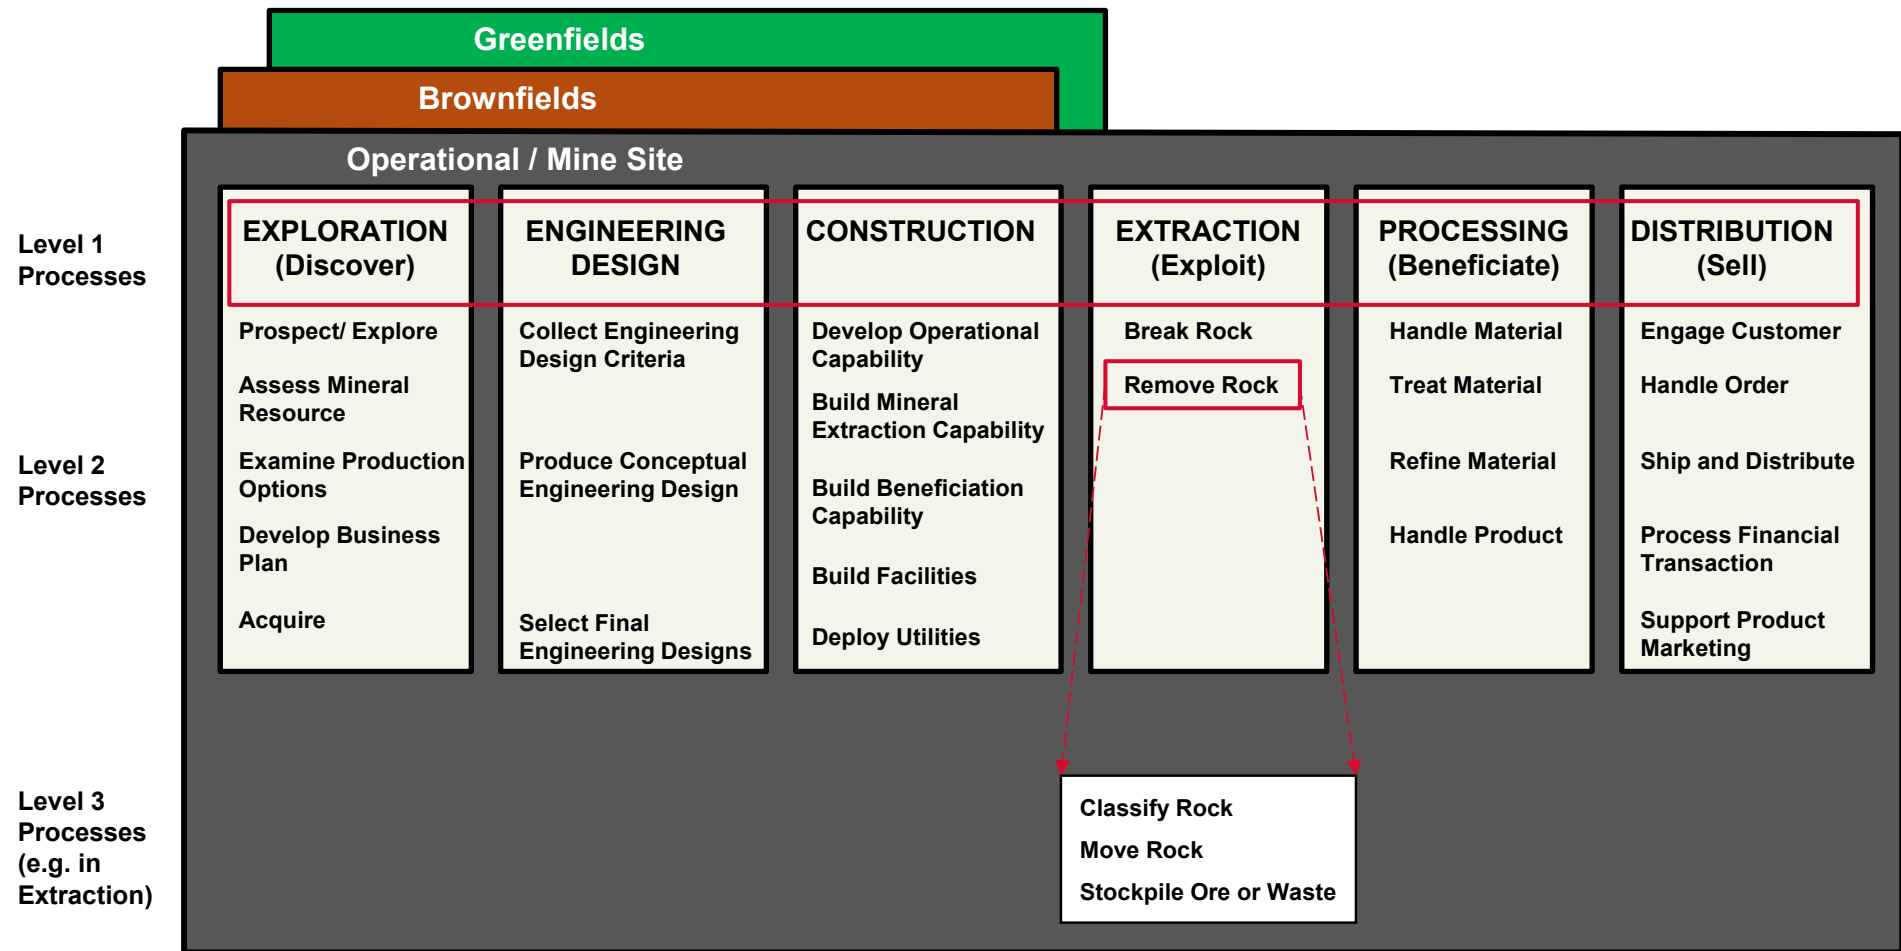 Greenfields
Brownfields
Operational / Mine Site
Level 1
Processes
EXPLORATION
(Discover)
ENGINEERING
DESIGN
CONSTRUCTION
EXTRACTION
(Exploit)
PROCESSING
(Beneficiate)
DISTRIBUTION
(Sell)
Level 2
Processes
Prospect/ Explore
Assess Mineral
Resource
Examine Production
Options
Develop Business
Plan
Acquire
Collect Engineering
Design Criteria
Produce Conceptual
Engineering Design
Select Final
Engineering Designs
Develop Operational
Capability
Build Mineral
Extraction Capability
Build Beneficiation
Capability
Build Facilities
Deploy Utilities
Break Rock
Remove Rock
Handle Material
Treat Material
Refine Material
Handle Product
Engage Customer
Handle Order
Ship and Distribute
Process Financial
Transaction
Support Product
Marketing
Level 3
Processes
(e.g. in
Extraction)
Classify Rock
Move Rock
Stockpile Ore or Waste